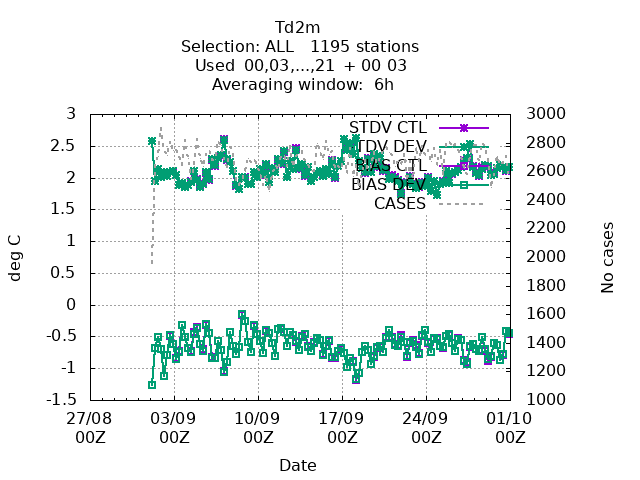 Td2m
Selection: ALL   1195 stations
Used  00,03,...,21  + 00 03
Averaging window:  6h
3
2.5
2
1.5
1
0.5
0
-0.5
-1
-1.5
deg C
3000
2800
2600
2400
2200
2000
1800
1600
1400
1200
1000
No cases
STDV CTL
TDV DEV
BIAS CTL
BIAS DEV
CASES
27/08 03/09 10/09 17/09 24/09 01/10
00Z 00Z 00Z 00Z 00Z 00Z
Date